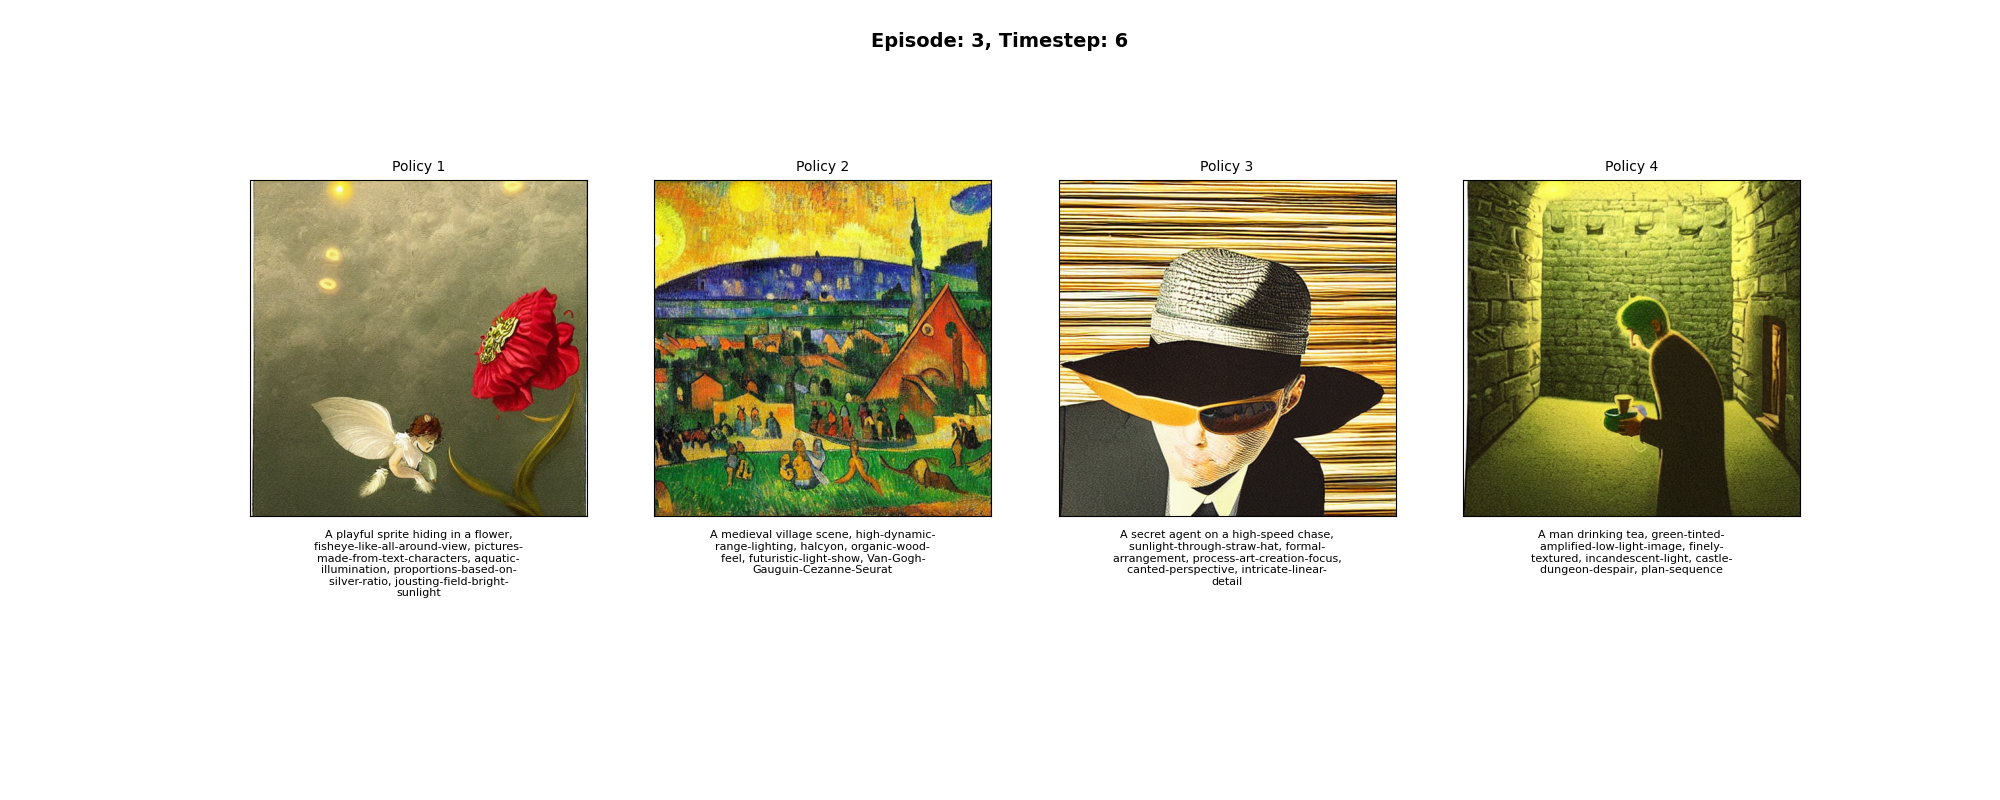 Episode: 3, Timestep: 6
Policy 1
A playful sprite hiding in a flower,
fisheye-like-all-around-view, pictures-
made-from-text-characters, aquatic-
illumination, proportions-based-on-
silver-ratio, jousting-field-bright-
sunlight
Policy 2
A medieval village scene, high-dynamic-
range-lighting, halcyon, organic-wood-
feel, futuristic-light-show, Van-Gogh-
Gauguin-Cezanne-Seurat
Policy 3
A secret agent on a high-speed chase,
sunlight-through-straw-hat, formal-
arrangement, process-art-creation-focus,
canted-perspective, intricate-linear-
detail
Policy 4
A man drinking tea, green-tinted-
amplified-low-light-image, finely-
textured, incandescent-light, castle-
dungeon-despair, plan-sequence